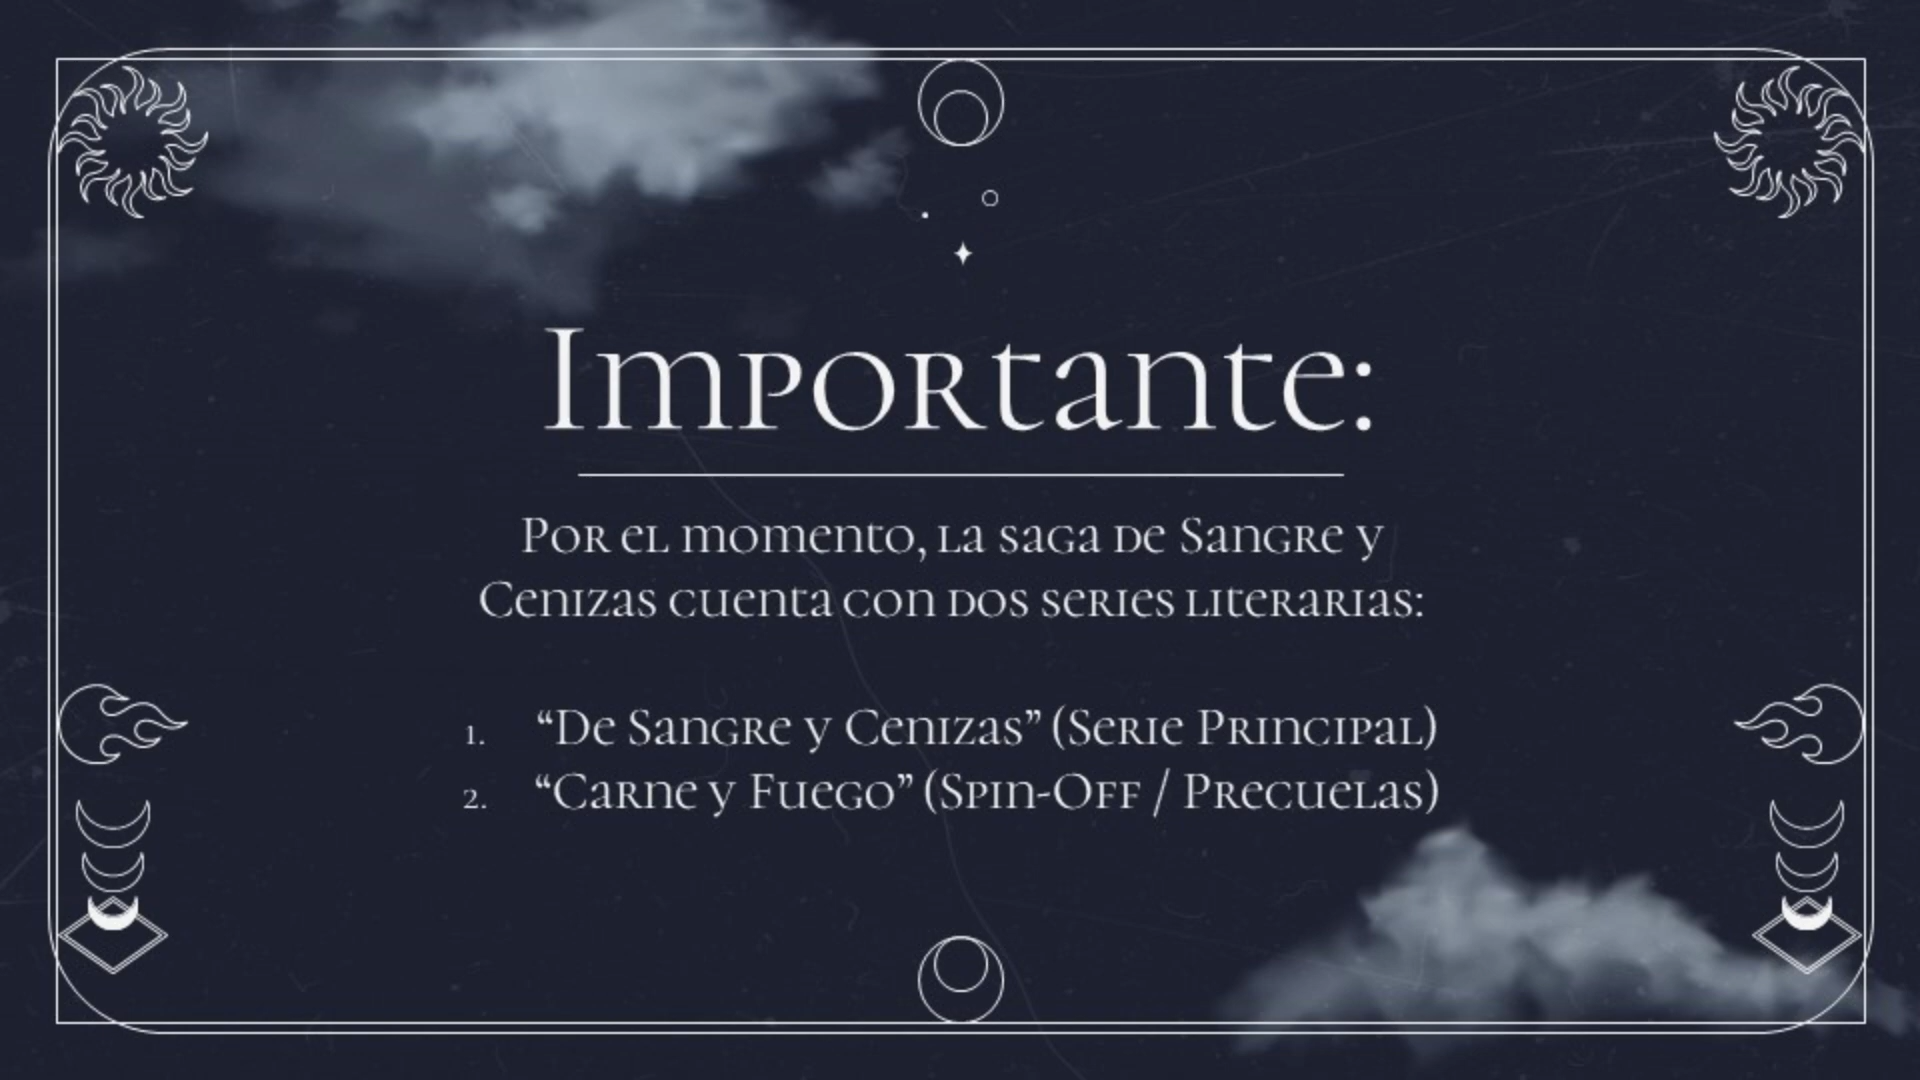 Importante:
Por el momento, la saga de Sangre y
Cenizas cuenta con dos series literarias:
1. “De Sangre y Cenizas” (Serie Principal)
2. “Carne y Fuego” (Spin-Off / Precuelas)